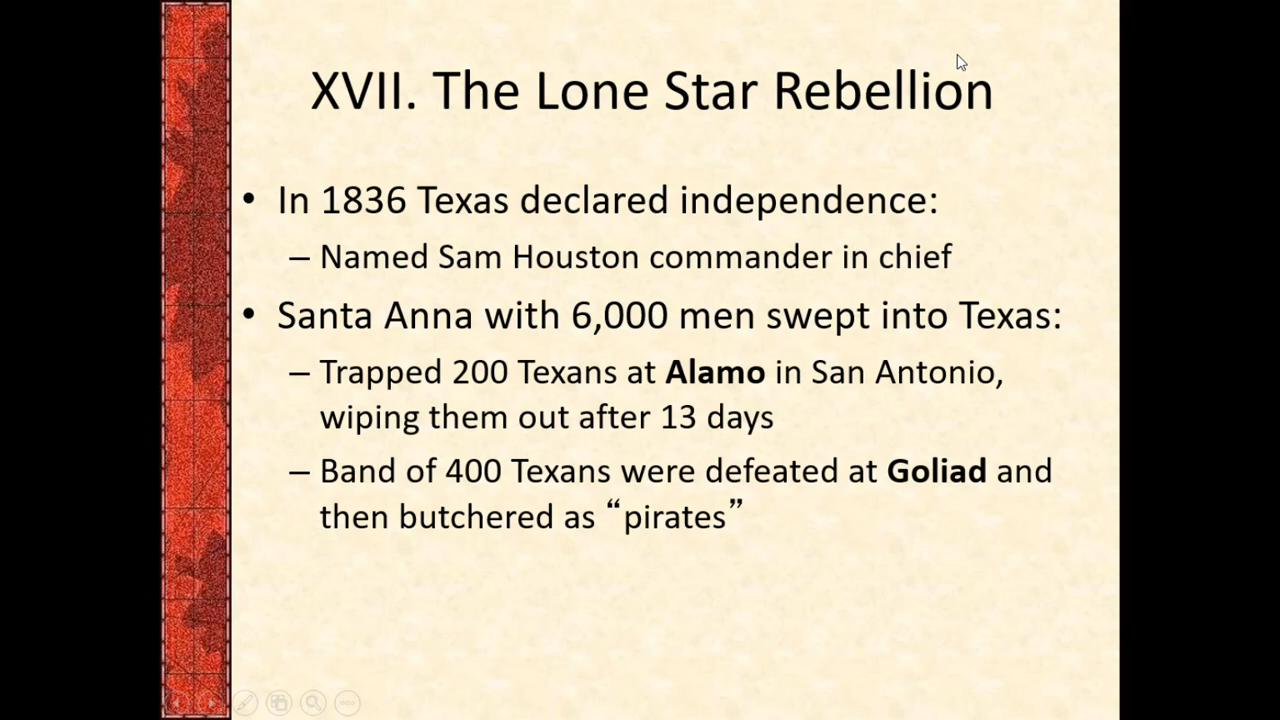 XVII. The Lone Star Rebellion
• In 1836 Texas declared independence:
– Named Sam Houston commander in chief
• Santa Anna with 6,000 men swept into Texas:
– Trapped 200 Texans at Alamo in San Antonio,
wiping them out after 13 days
– Band of 400 Texans were defeated at Goliad and
then butchered as “pirates”